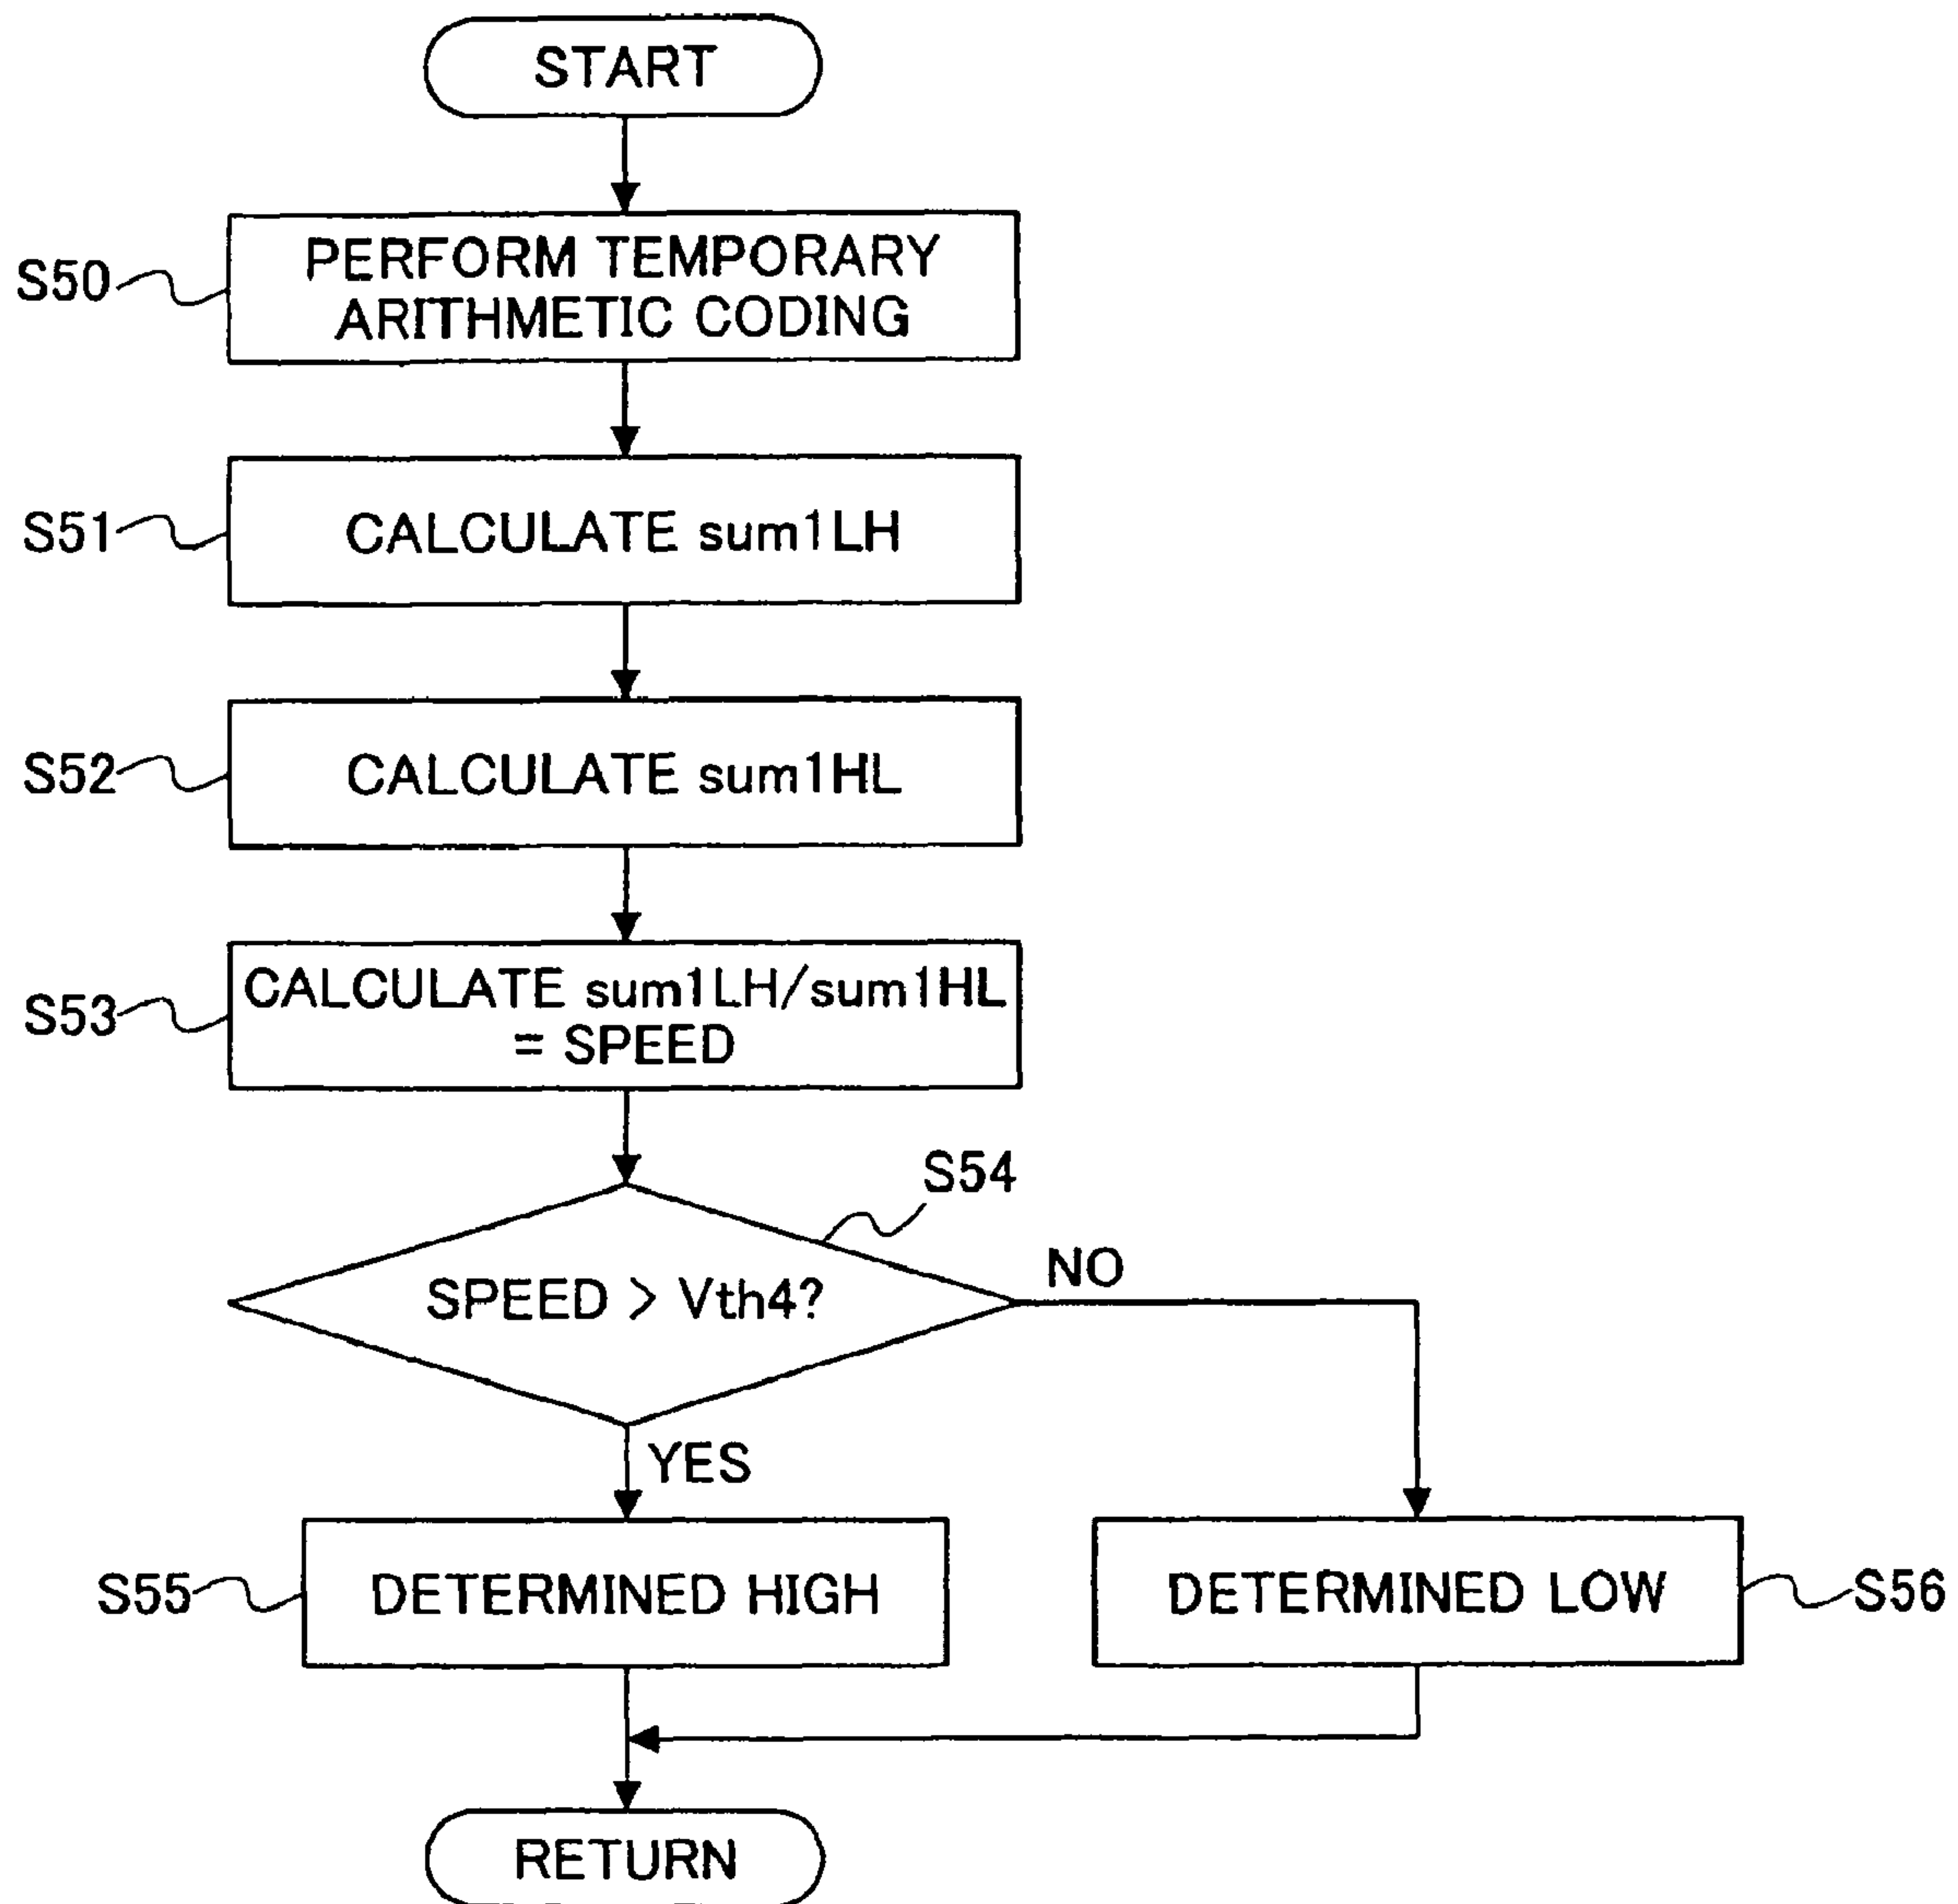 START
S50
PERFORM TEMPORARY
ARITHMETIC CODING
S51
CALCULATE sum1LH
S52
CALCULATE sum1HL
S53
CALCULATE sum1LH/sum1HL
= SPEED
S54
SPEED > Vth4?
NO
YES
S55
DETERMINED HIGH
DETERMINED LOW
S56
RETURN